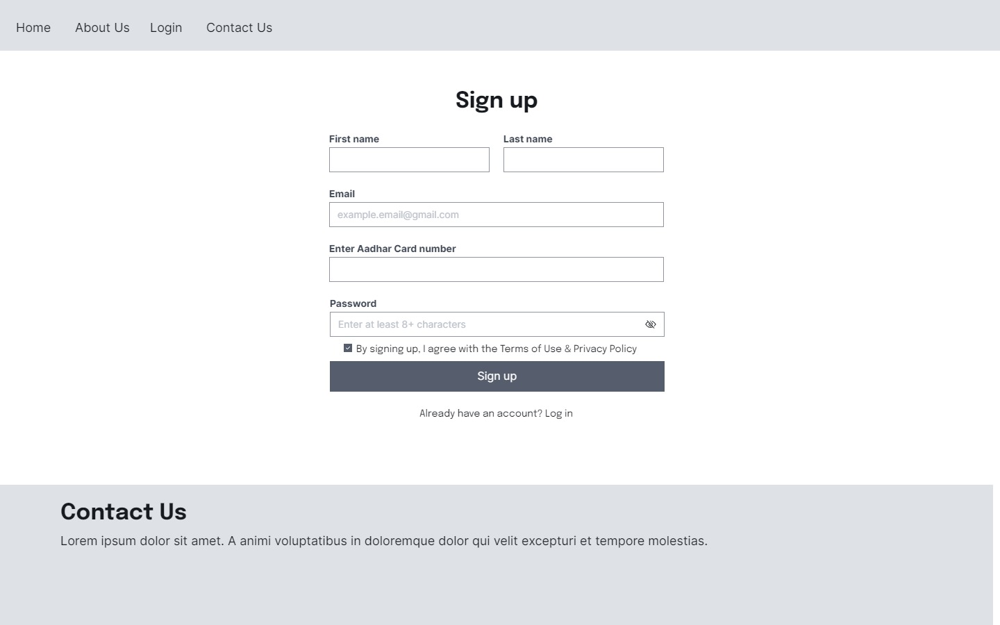 Home About Us Login Contact Us
Sign up
First name Last name
Email
example.email@gmail.com
Enter Aadhar Card number
Password
Enter at least 8+ characters
By signing up, I agree with the Terms of Use & Privacy Policy
Sign up
Already have an account? Log in
Contact Us
Lorem ipsum dolor sit amet. A animi voluptatibus in doloremque dolor qui velit excepturi et tempore molestias.